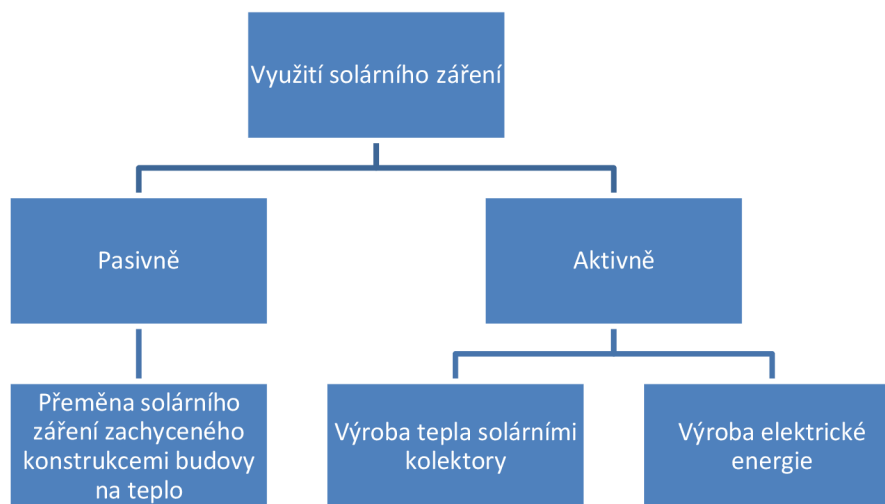 Využití solárního záření
Pasivně
Aktivně
Přeměna solárního
záření zachyceného
konstrukcemi budovy
na teplo
Výroba tepla solárními
kolektory
Výroba elektrické
energie